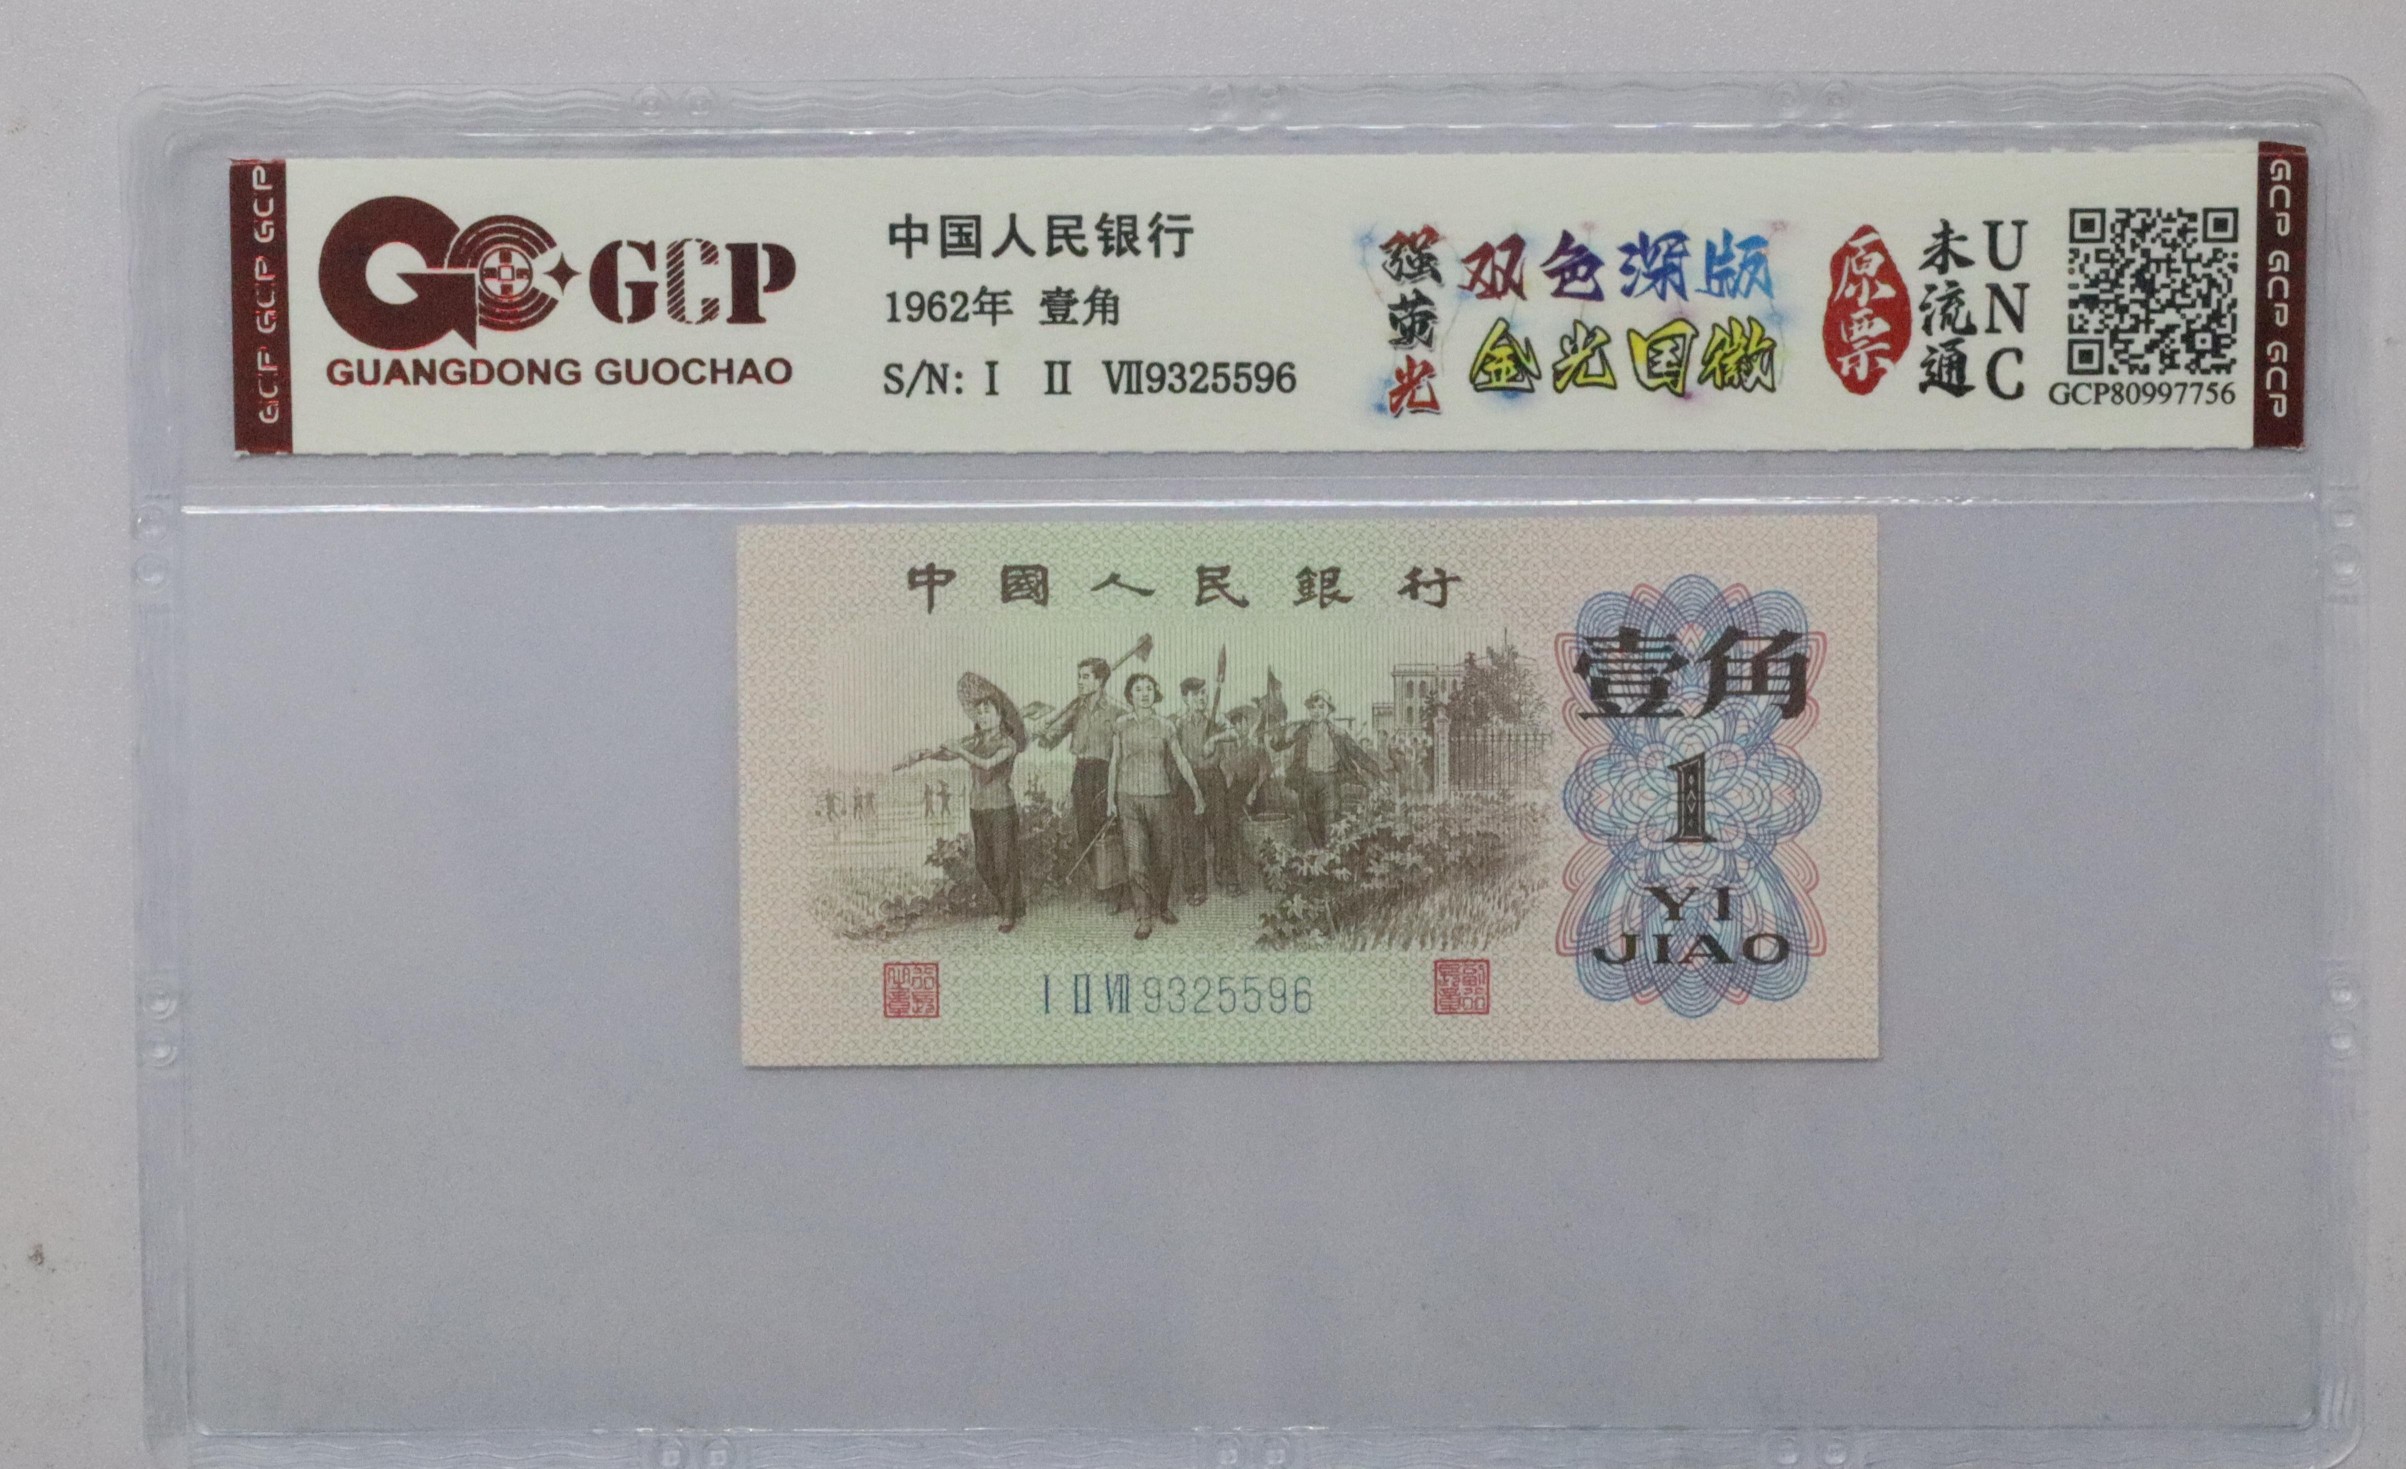 GCP GCP GCP
GCP
GUANGDONG GUOCHAO
中国人民银行
1962年 壹角
S/N: I II VII9325596
强荧光
双色深版
金光国徽
原票
未流通
UNC
GCP80997756
GCP GCP GCP
中國人民銀行
壹角
1
YI
JIAO
I II VII 9325596